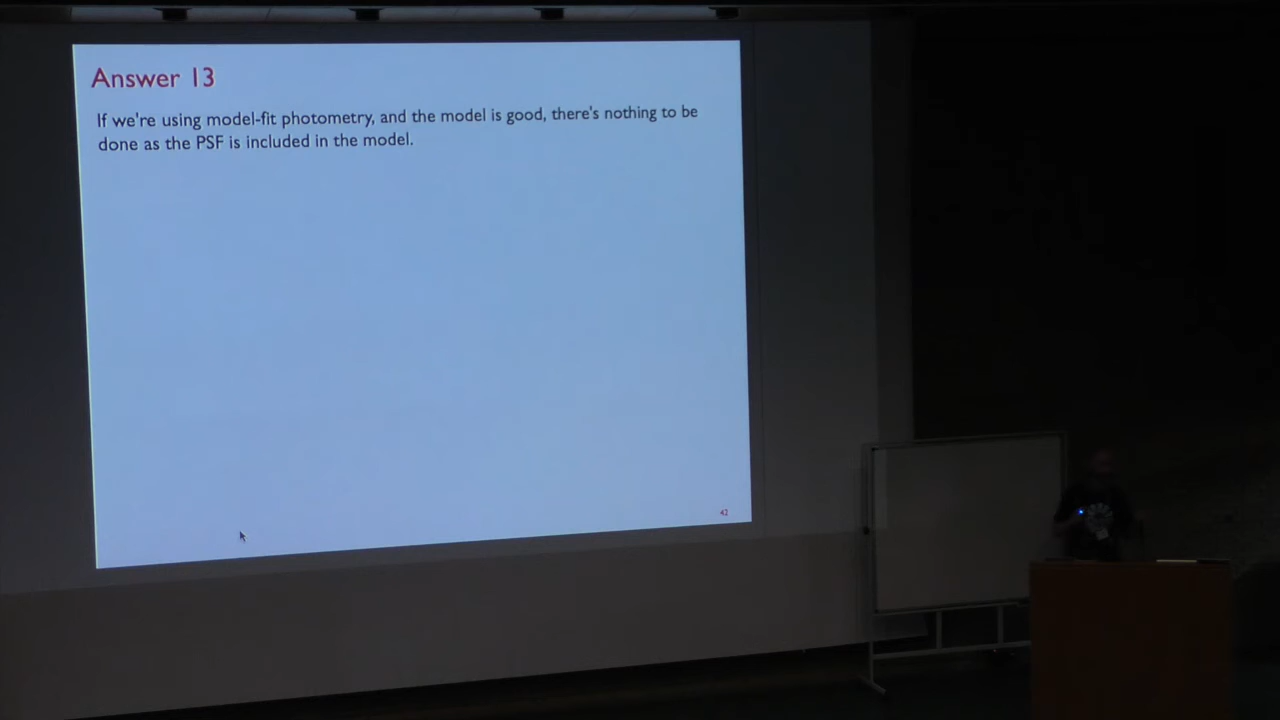 Answer 13
If we're using model-fit photometry, and the model is good, there's nothing to be
done as the PSF is included in the model.
42